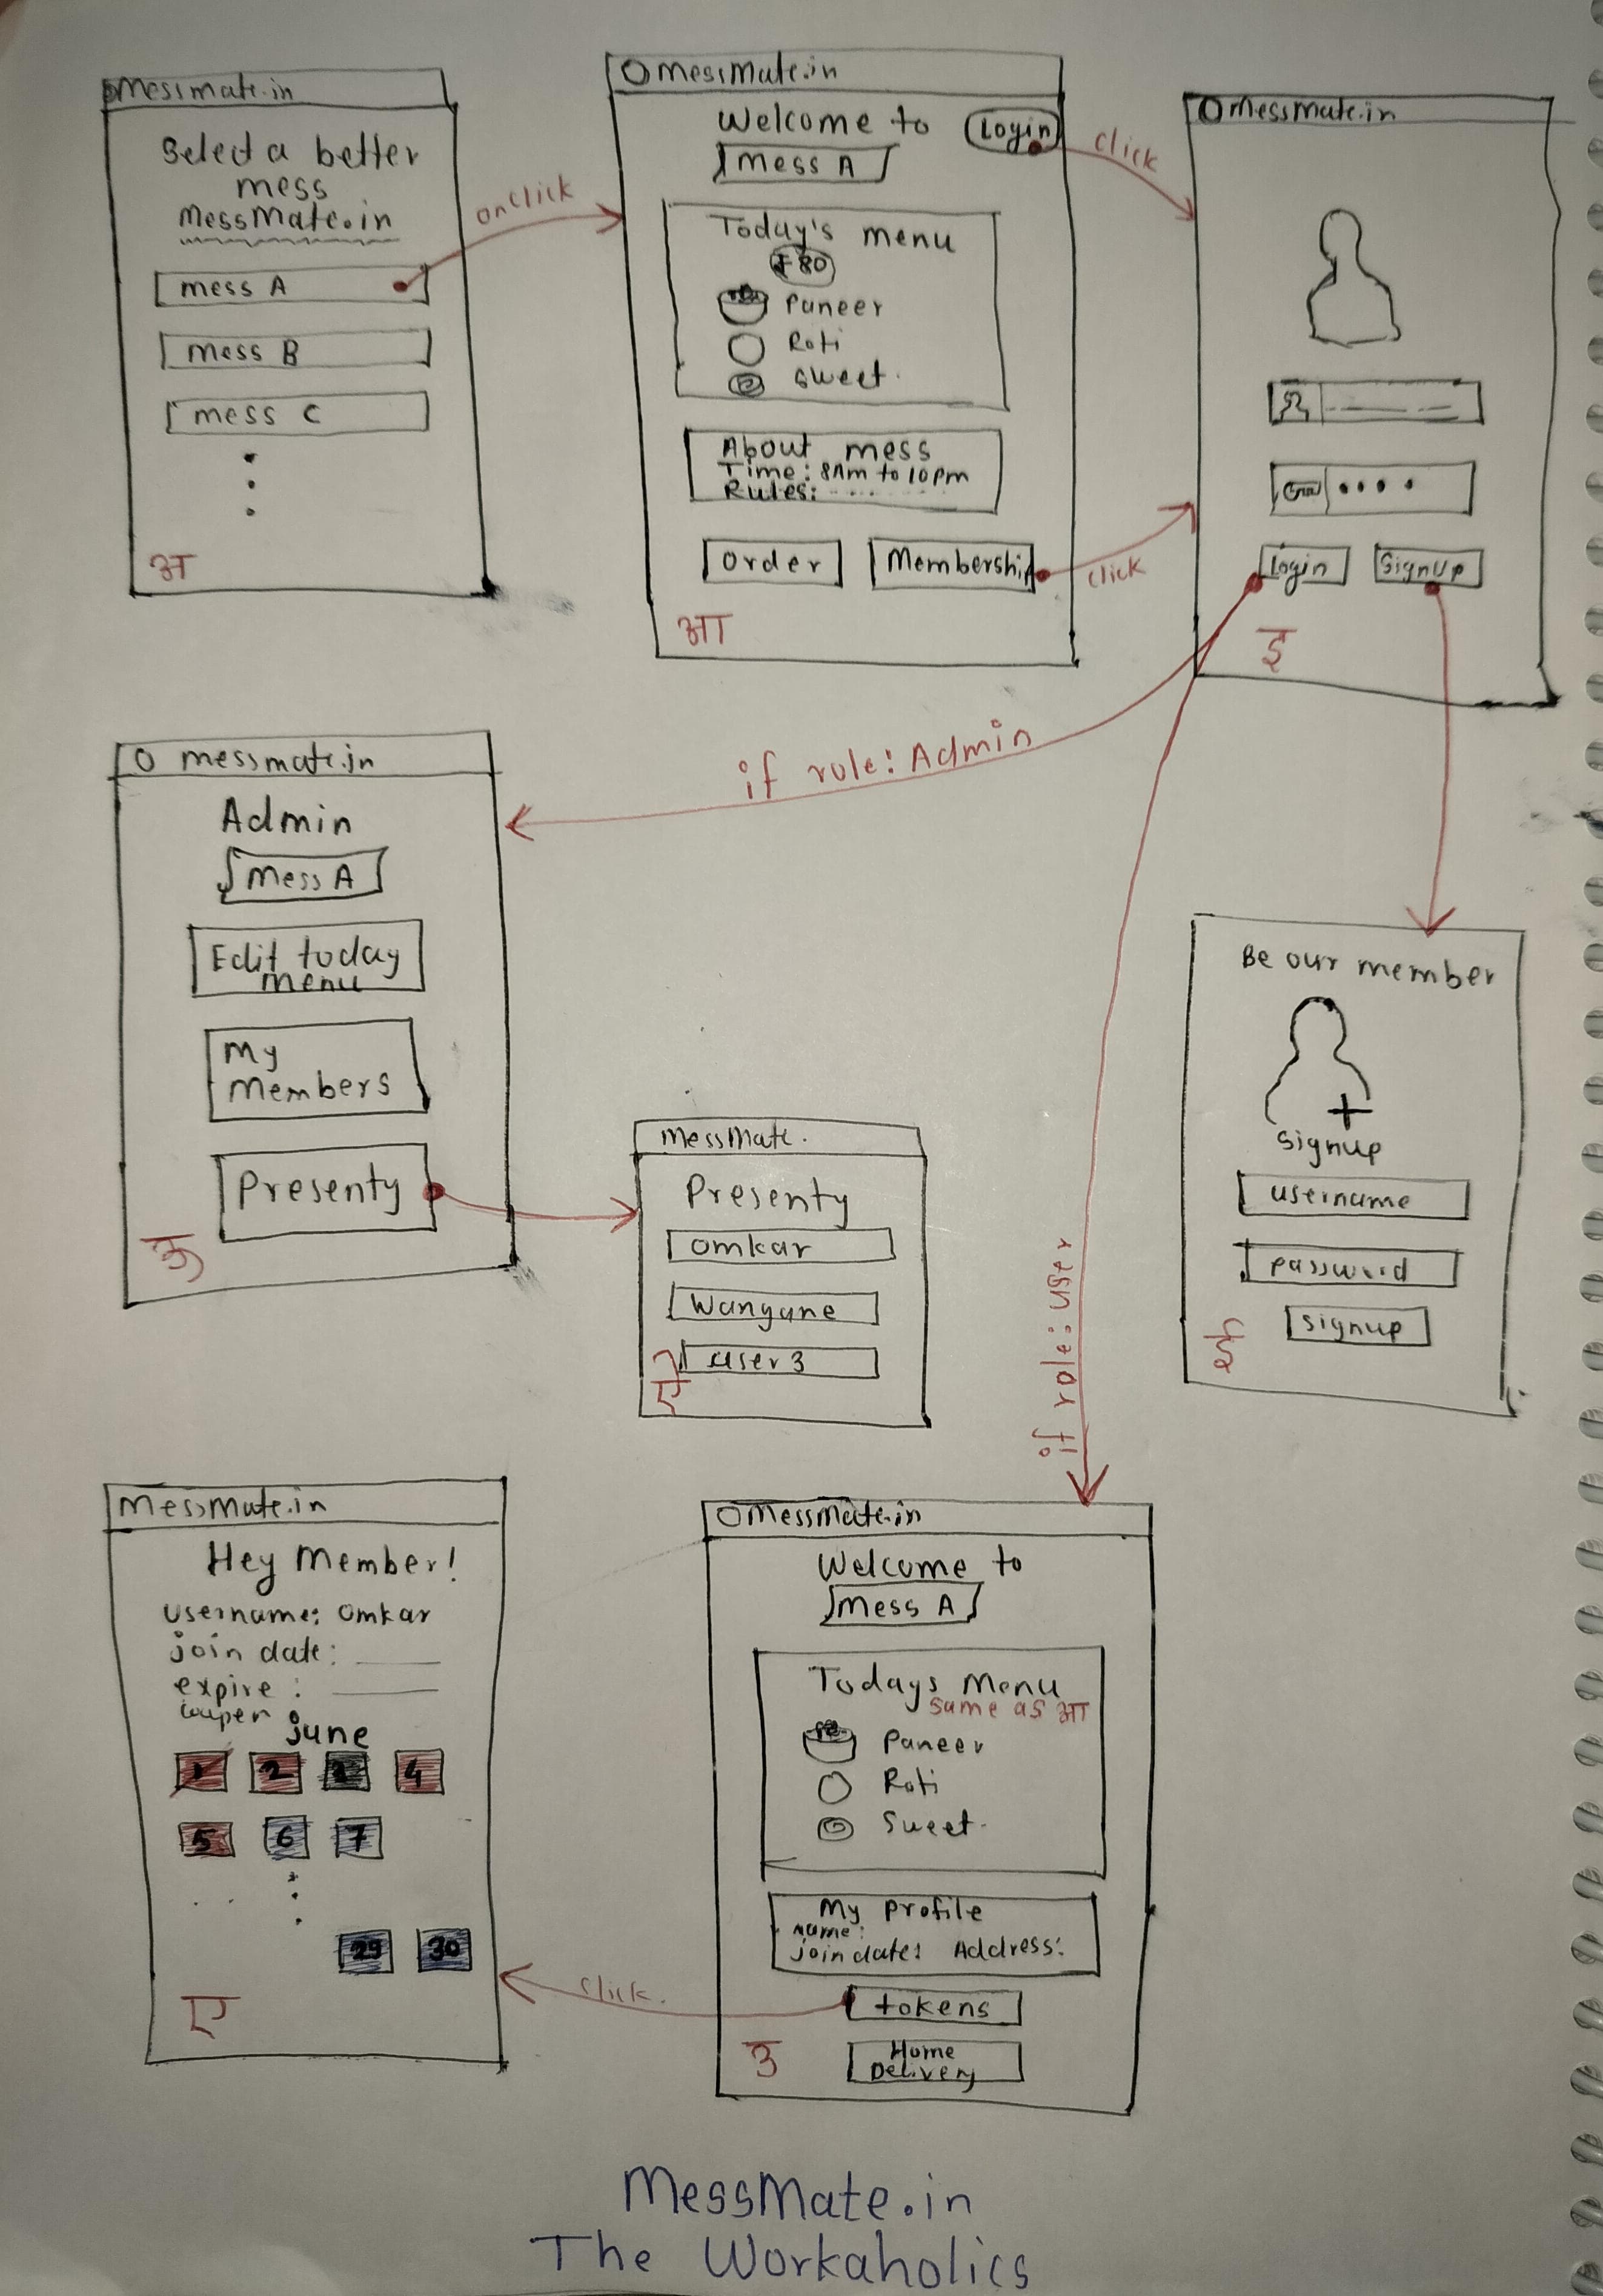 Messmate.in
Select a better
mess
MessMate.in
mess A
mess B
mess C
अ
onclick
MessMate.in
Welcome to
Login
Mess A
Today's menu
₹80
Paneer
Roti
Sweet.
About mess
Time: 8Am to 10pm
Rules:
Order
Membership
आ
click
click
Messmate.in
Login
SignUp
इ
if role: Admin
if role: user
messmate.in
Admin
Mess A
Edit today
menu
My
Members
Presenty
ऊ
MessMate.
Presenty
Omkar
Wangane
user 3
ऐ
Be our member
signup
username
password
signup
ई
MessMate.in
Hey Member!
username: Omkar
join date:
expire :
coupen
june
1 2 3 4
5 6 7
29 30
ए
click.
MessMate.in
Welcome to
Mess A
Todays Menu
same as आ
Paneer
Roti
Sweet.
My Profile
name:
join date: Address:
tokens
Home
Delivery
उ
MessMate.in
The Workaholics